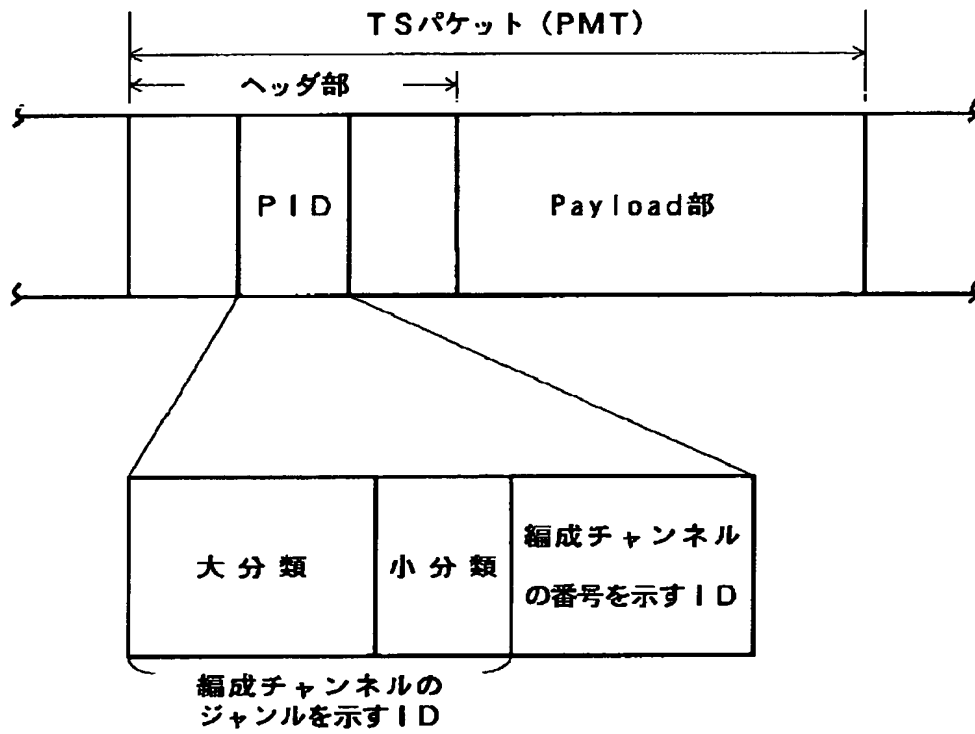 TSパケット(PMT)
ヘッダ部
PID
Payload部
大分類
小分類
編成チャンネル
の番号を示すID
編成チャンネルの
ジャンルを示すID